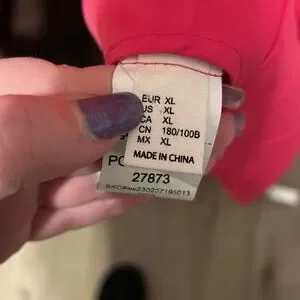 EUR XL
US XL
CA XL
CN 180/100B
MX XL
MADE IN CHINA
27873